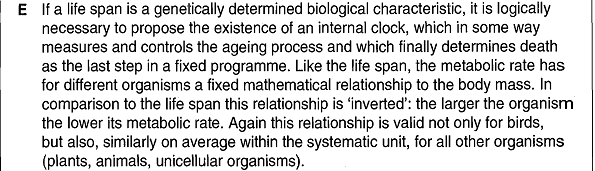 E If a life span is a genetically determined biological characteristic, it is logically
necessary to propose the existence of an internal clock, which in some way
measures and controls the ageing process and which finally determines death
as the last step in a fixed programme. Like the life span, the metabolic rate has
for different organisms a fixed mathematical relationship to the body mass. In
comparison to the life span this relationship is ‘inverted’: the larger the organism
the lower its metabolic rate. Again this relationship is valid not only for birds,
but also, similarly on average within the systematic unit, for all other organisms
(plants, animals, unicellular organisms).